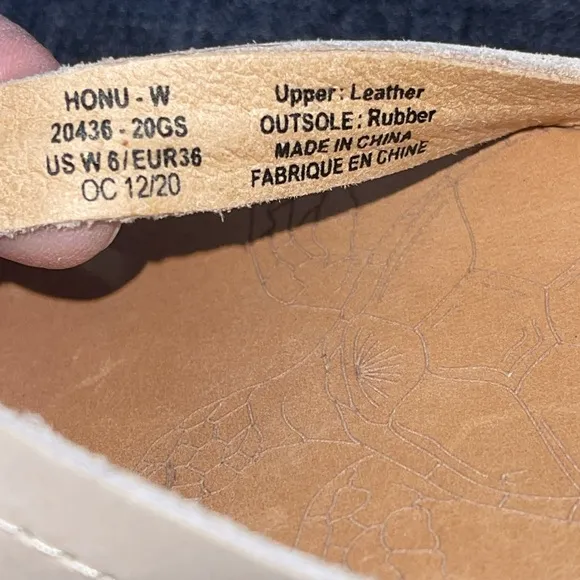 HONU - W
20436 - 20GS
US W 6 / EUR36
OC 12/20
Upper: Leather
OUTSOLE: Rubber
MADE IN CHINA
FABRIQUE EN CHINE